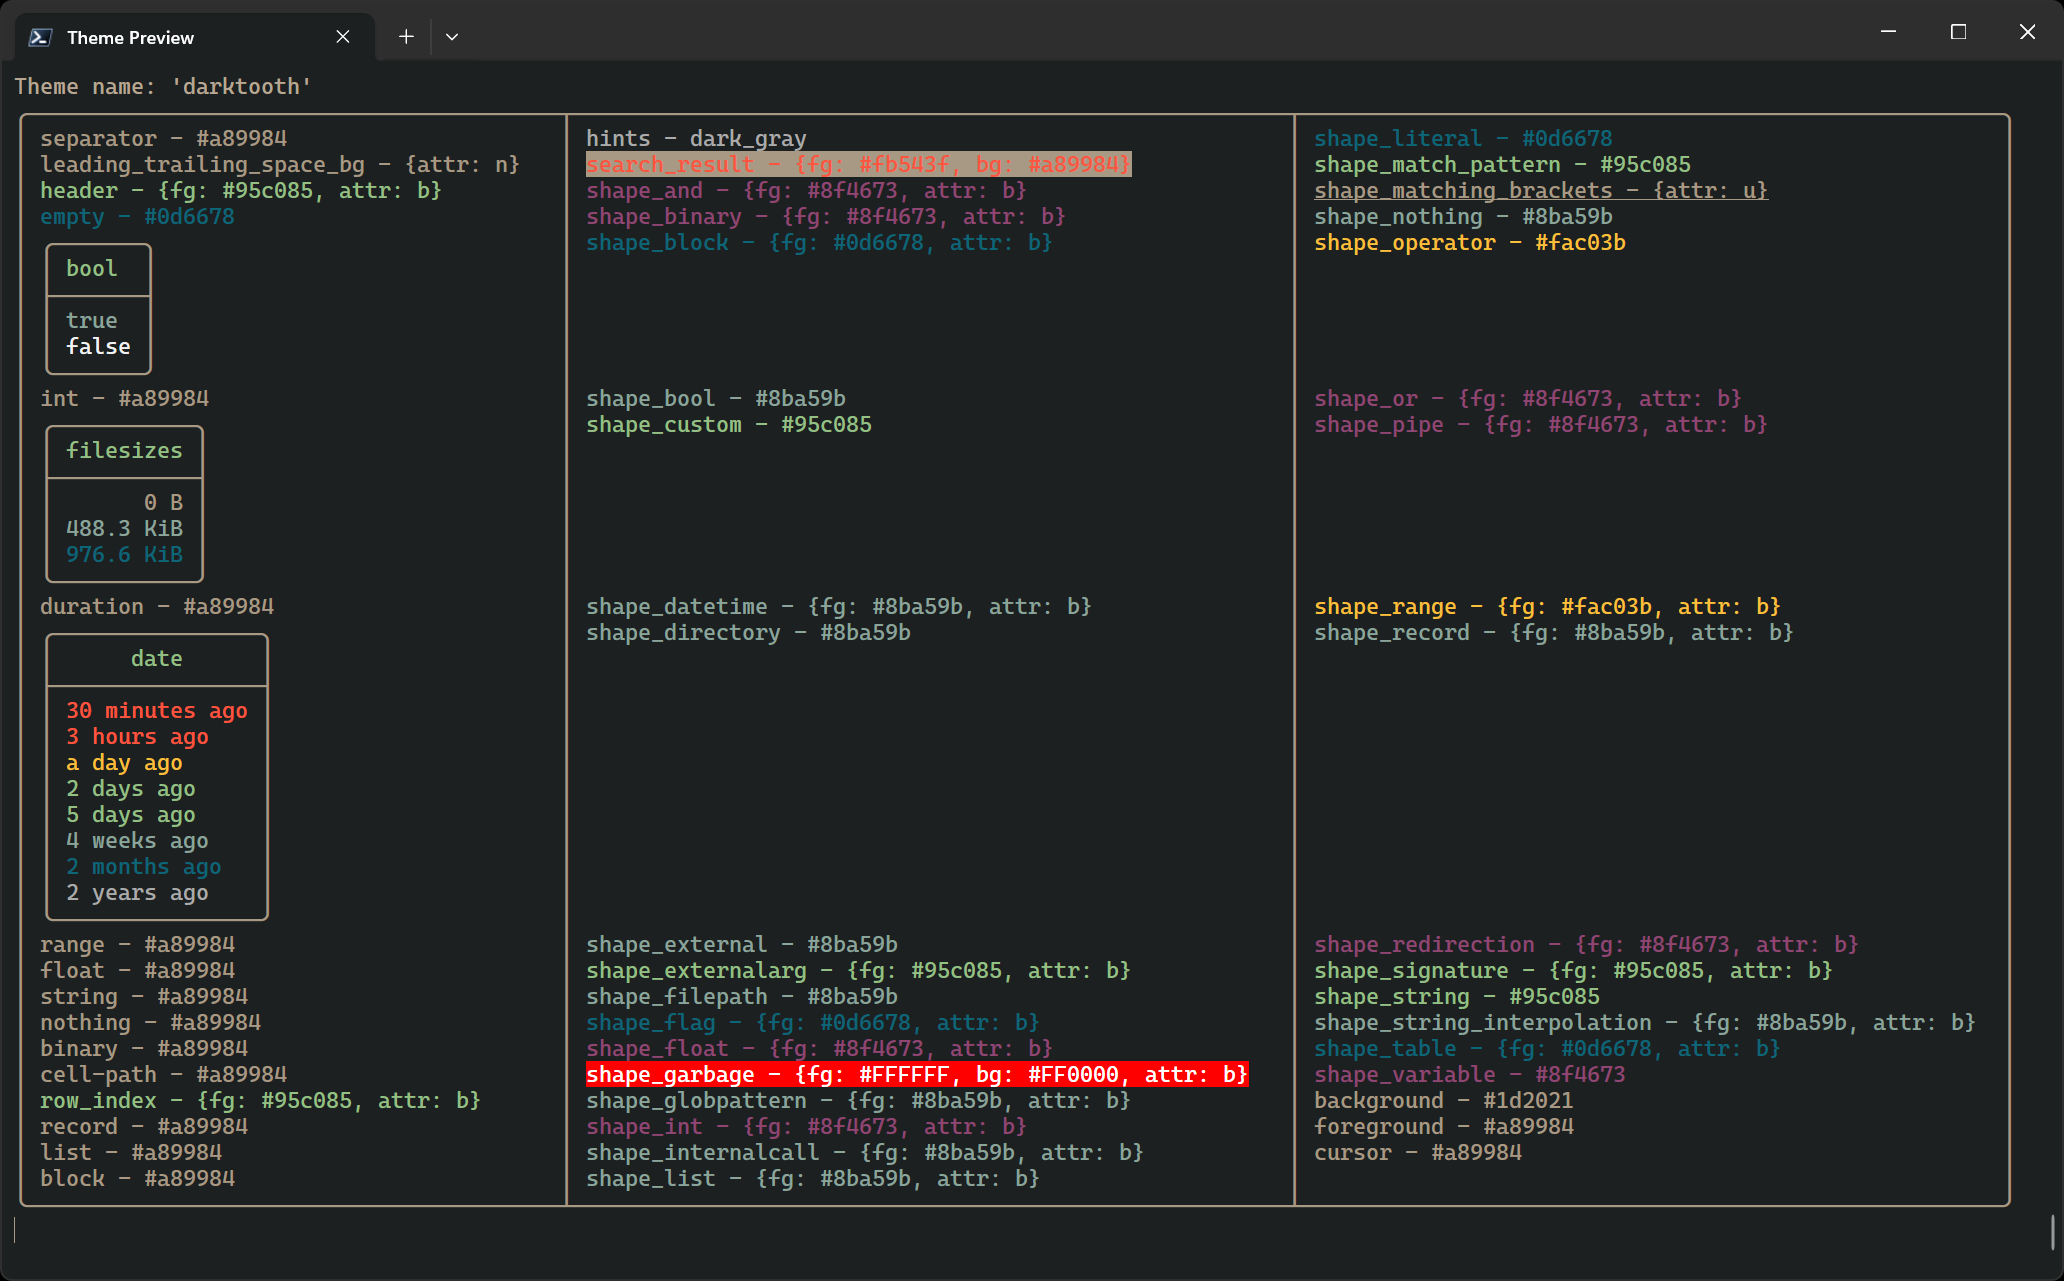 Theme Preview
Theme name: 'darktooth'
separator - #a89984
leading_trailing_space_bg - {attr: n}
header - {fg: #95c085, attr: b}
empty - #0d6678
bool
true
false
int - #a89984
filesizes
0 B
488.3 KiB
976.6 KiB
duration - #a89984
date
30 minutes ago
3 hours ago
a day ago
2 days ago
5 days ago
4 weeks ago
2 months ago
2 years ago
range - #a89984
float - #a89984
string - #a89984
nothing - #a89984
binary - #a89984
cell-path - #a89984
row_index - {fg: #95c085, attr: b}
record - #a89984
list - #a89984
block - #a89984
hints - dark_gray
search_result - {fg: #fb543f, bg: #a89984}
shape_and - {fg: #8f4673, attr: b}
shape_binary - {fg: #8f4673, attr: b}
shape_block - {fg: #0d6678, attr: b}
shape_bool - #8ba59b
shape_custom - #95c085
shape_datetime - {fg: #8ba59b, attr: b}
shape_directory - #8ba59b
shape_external - #8ba59b
shape_externalarg - {fg: #95c085, attr: b}
shape_filepath - #8ba59b
shape_flag - {fg: #0d6678, attr: b}
shape_float - {fg: #8f4673, attr: b}
shape_garbage - {fg: #FFFFFF, bg: #FF0000, attr: b}
shape_globpattern - {fg: #8ba59b, attr: b}
shape_int - {fg: #8f4673, attr: b}
shape_internalcall - {fg: #8ba59b, attr: b}
shape_list - {fg: #8ba59b, attr: b}
shape_literal - #0d6678
shape_match_pattern - #95c085
shape_matching_brackets - {attr: u}
shape_nothing - #8ba59b
shape_operator - #fac03b
shape_or - {fg: #8f4673, attr: b}
shape_pipe - {fg: #8f4673, attr: b}
shape_range - {fg: #fac03b, attr: b}
shape_record - {fg: #8ba59b, attr: b}
shape_redirection - {fg: #8f4673, attr: b}
shape_signature - {fg: #95c085, attr: b}
shape_string - #95c085
shape_string_interpolation - {fg: #8ba59b, attr: b}
shape_table - {fg: #0d6678, attr: b}
shape_variable - #8f4673
background - #1d2021
foreground - #a89984
cursor - #a89984